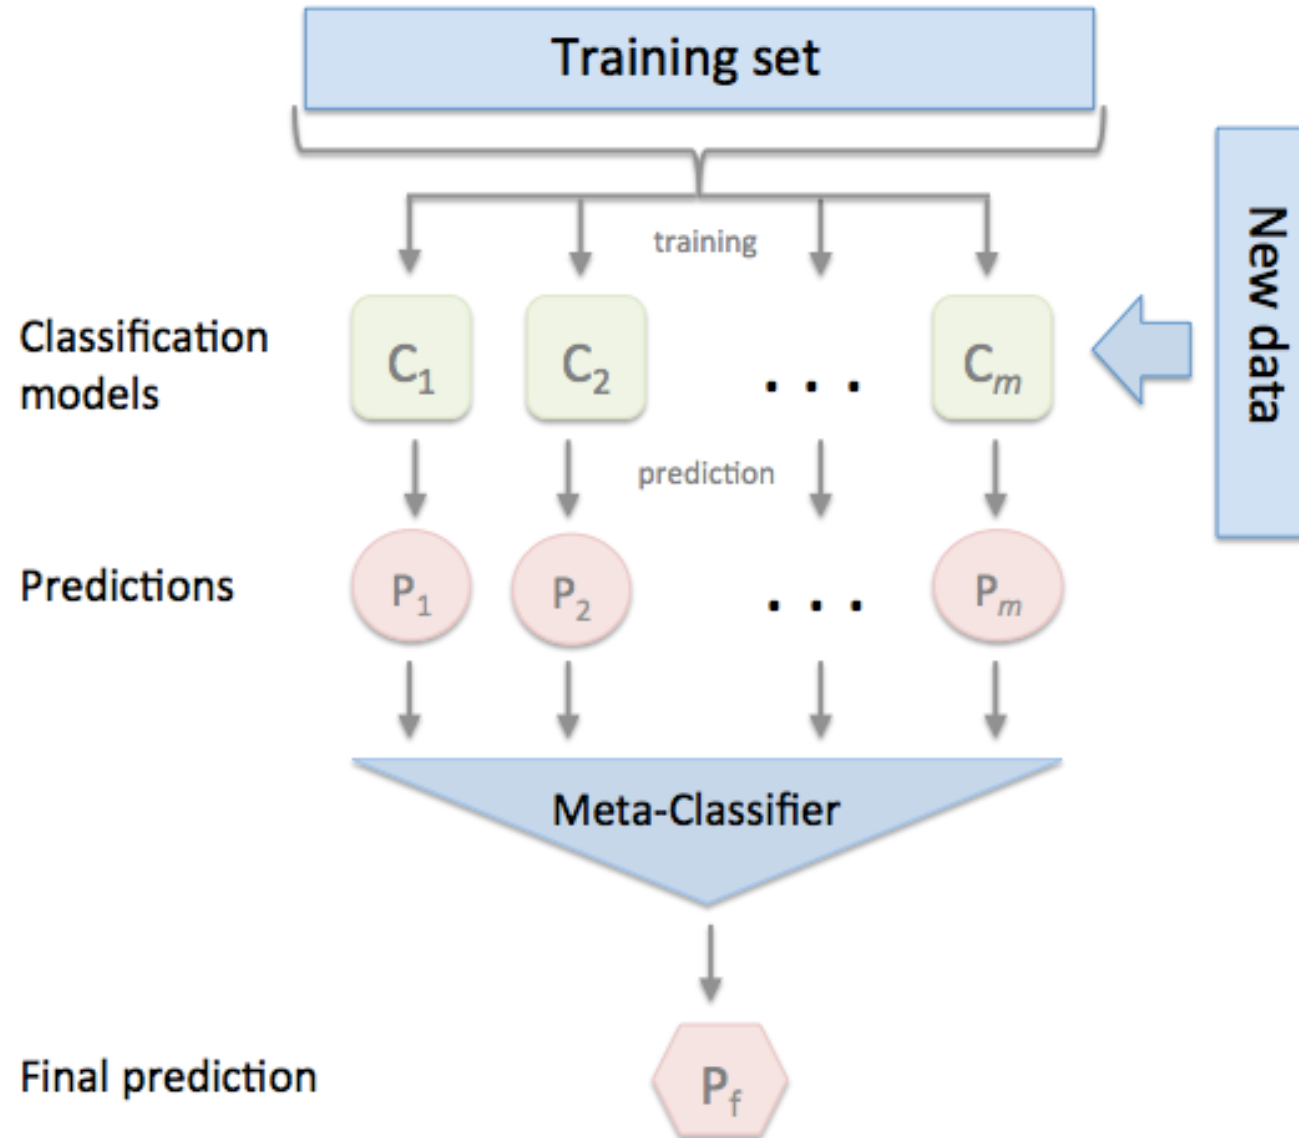 Training set
New data
training
Classification
models
C1
C2
. . .
Cm
prediction
Predictions
P1
P2
. . .
Pm
Meta-Classifier
Final prediction
Pf